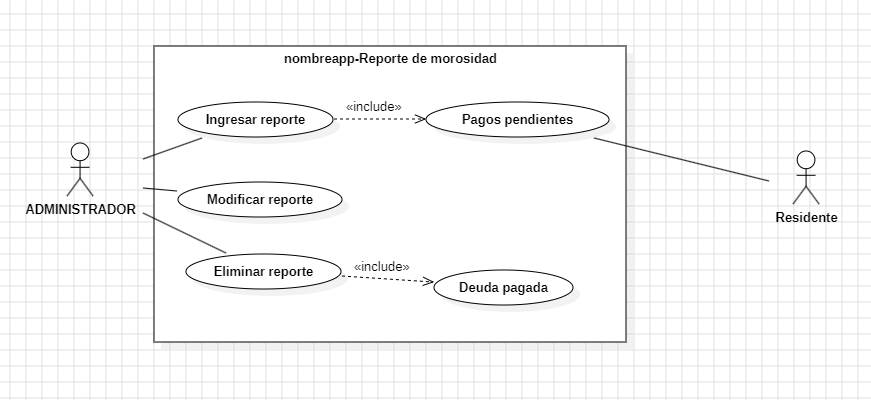 nombreapp-Reporte de morosidad
Ingresar reporte
«include»
Pagos pendientes
ADMINISTRADOR
Modificar reporte
Residente
Eliminar reporte
«include»
Deuda pagada